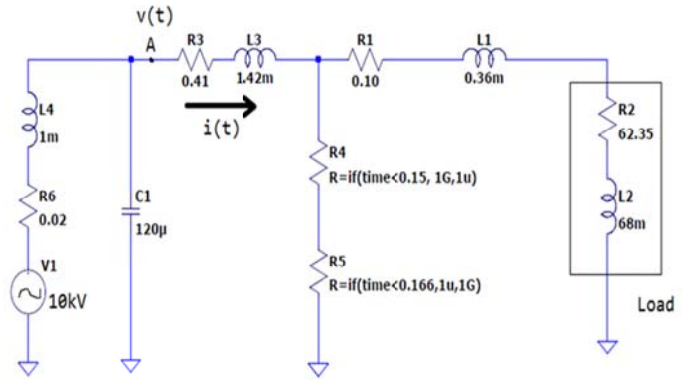 v(t)
A
R3
0.41
L3
1.42m
R1
0.10
L1
0.36m
i(t)
L4
1m
R6
0.02
V1
10kV
C1
120µ
R4
R=if(time<0.15, 1G,1u)
R5
R=if(time<0.166,1u,1G)
R2
62.35
L2
68m
Load